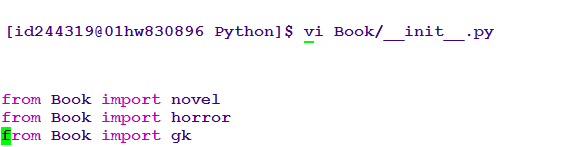 [id244319@01hw830896 Python]$ vi Book/__init__.py
from Book import novel
from Book import horror
from Book import gk